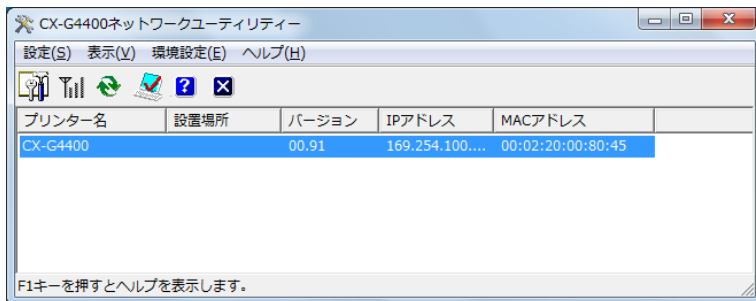 CX-G4400ネットワークユーティリティー
設定(S) 表示(V) 環境設定(E) ヘルプ(H)
プリンター名 設置場所 バージョン IPアドレス MACアドレス
CX-G4400 00.91 169.254.100.... 00:02:20:00:80:45
F1キーを押すとヘルプを表示します。